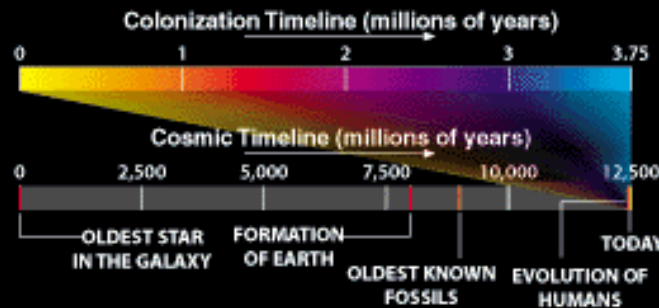 Colonization Timeline (millions of years)
0 1 2 3 3.75
Cosmic Timeline (millions of years)
0 2,500 5,000 7,500 10,000 12,500
OLDEST STAR
IN THE GALAXY
FORMATION
OF EARTH
OLDEST KNOWN
FOSSILS
EVOLUTION OF
HUMANS
TODAY